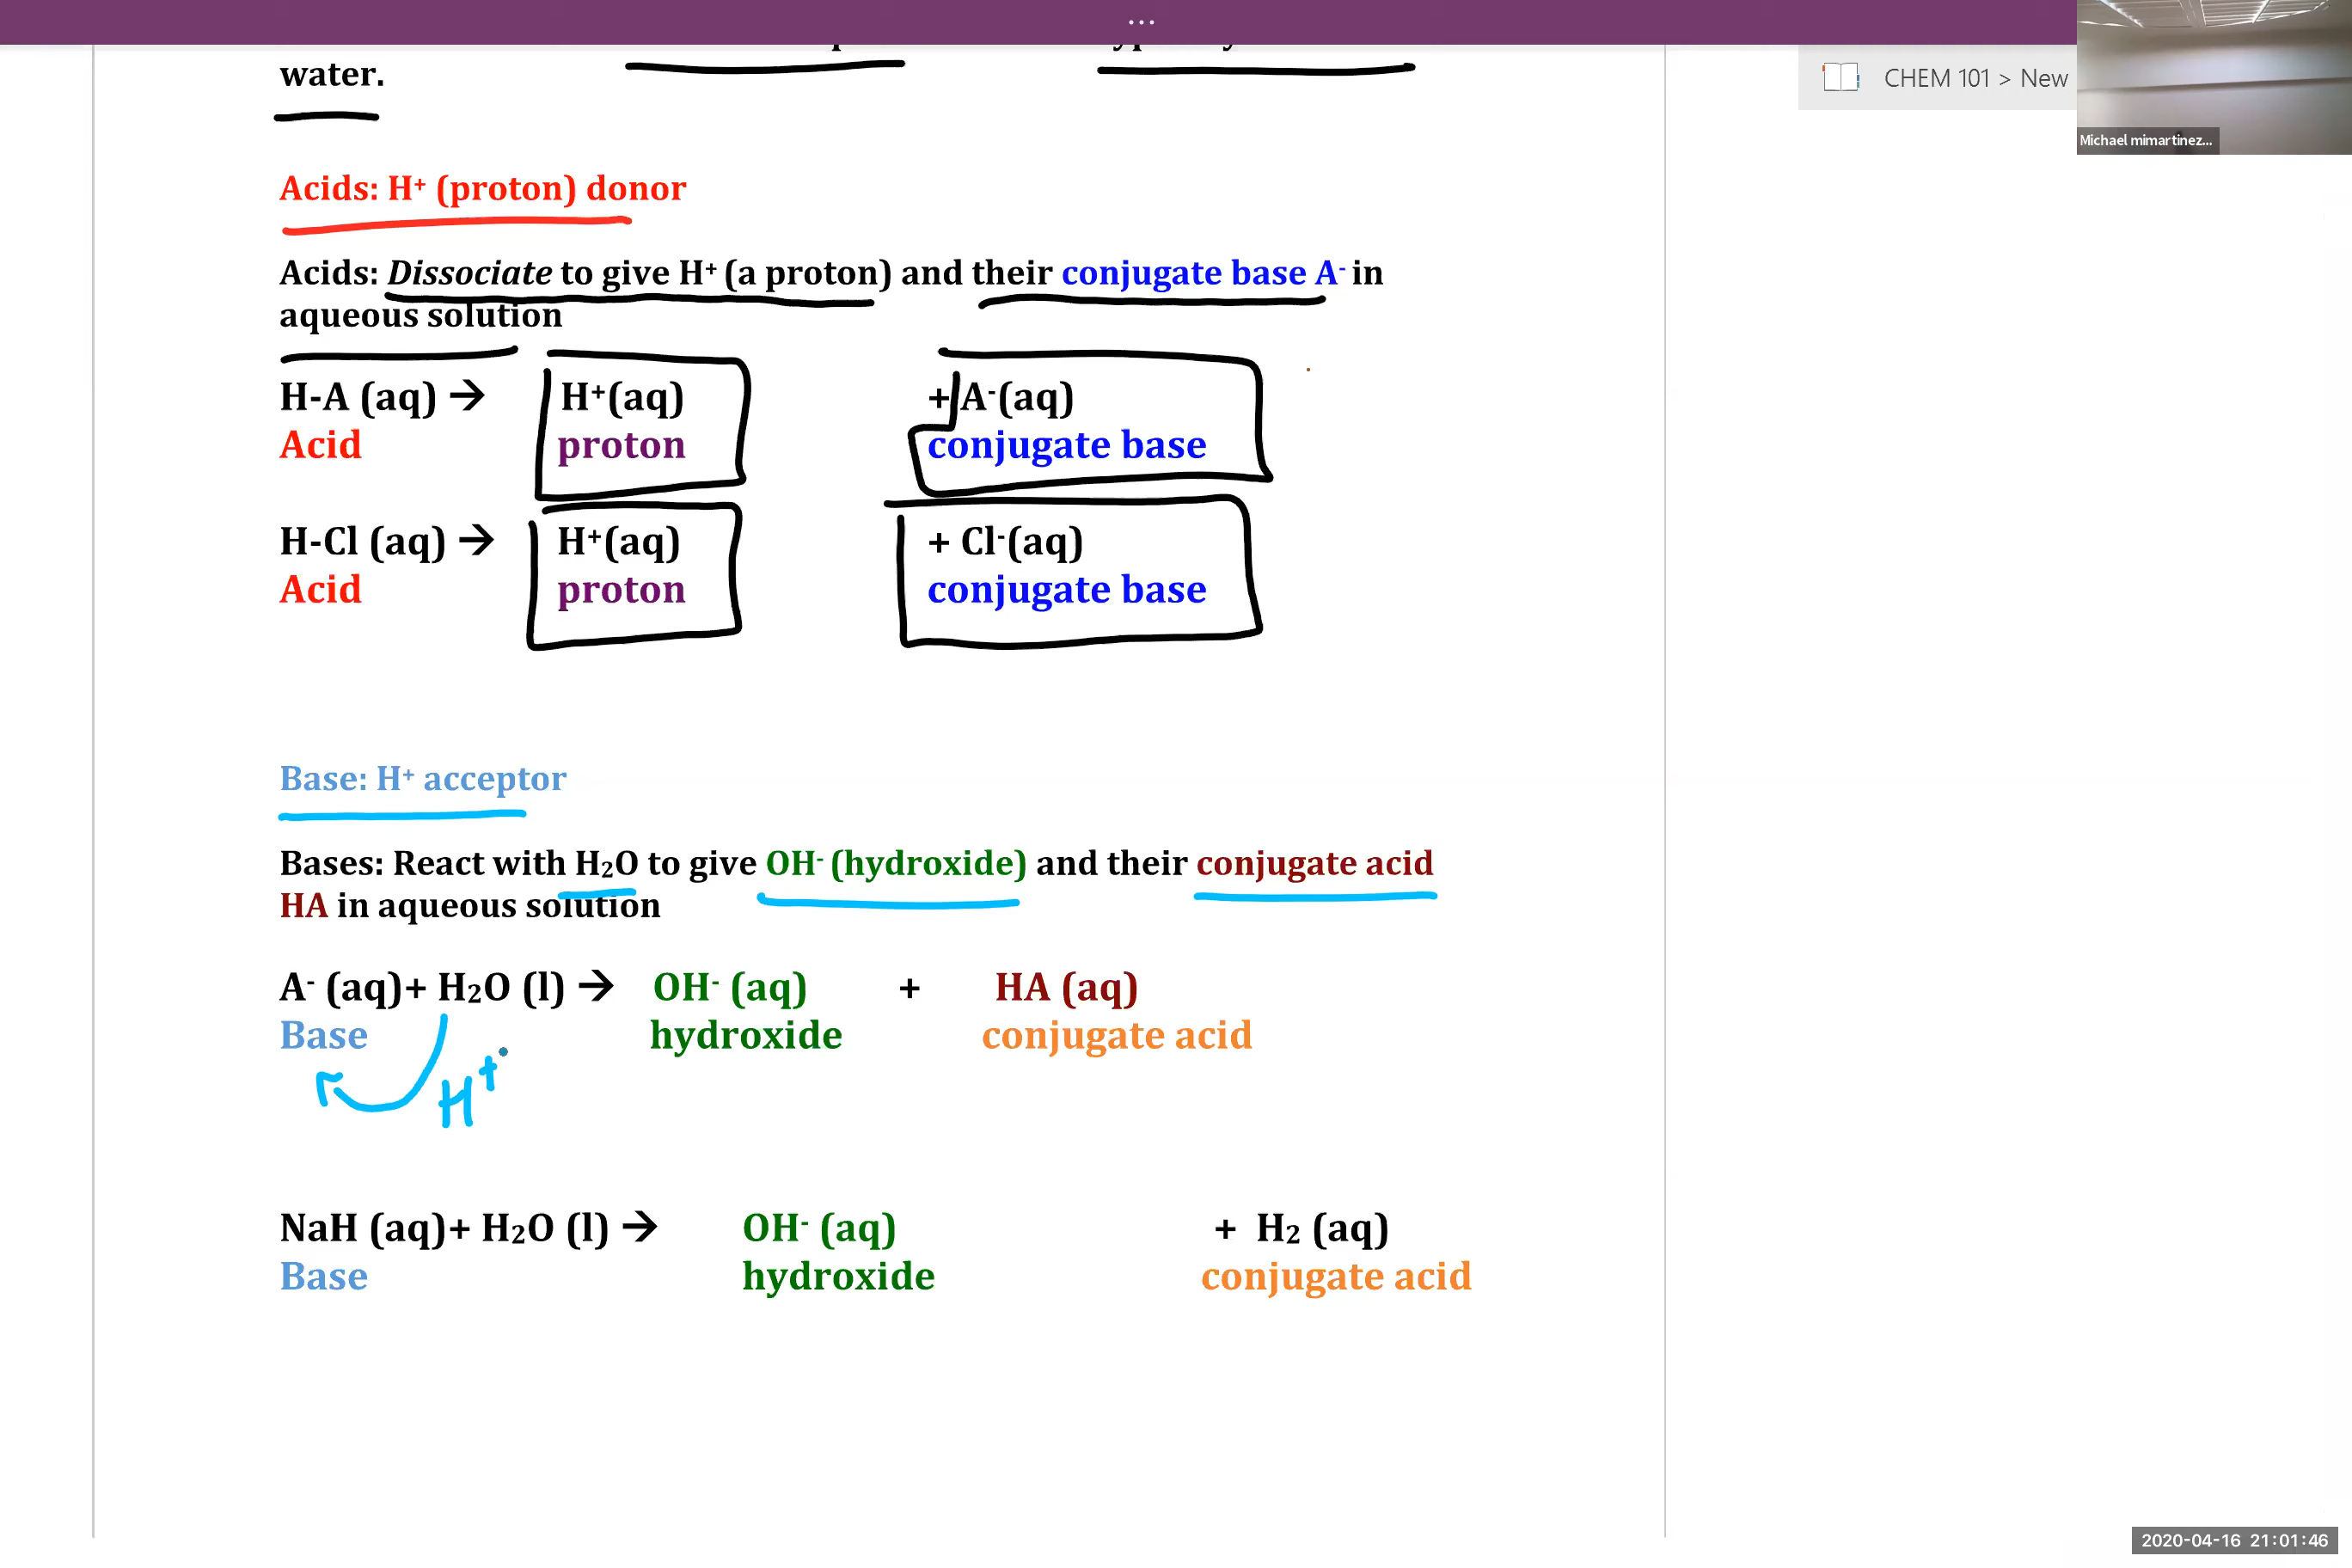 ...
CHEM 101 > New
Michael mimartinez...
water.
Acids: H⁺ (proton) donor
Acids: Dissociate to give H⁺ (a proton) and their conjugate base A⁻ in
aqueous solution
H-A (aq) → H⁺(aq) + A⁻(aq)
Acid proton conjugate base
H-Cl (aq) → H⁺(aq) + Cl⁻(aq)
Acid proton conjugate base
Base: H⁺ acceptor
Bases: React with H₂O to give OH⁻ (hydroxide) and their conjugate acid
HA in aqueous solution
A⁻ (aq)+ H₂O (l) → OH⁻ (aq) + HA (aq)
Base hydroxide conjugate acid
H⁺
NaH (aq)+ H₂O (l) → OH⁻ (aq) + H₂ (aq)
Base hydroxide conjugate acid
2020-04-16 21:01:46